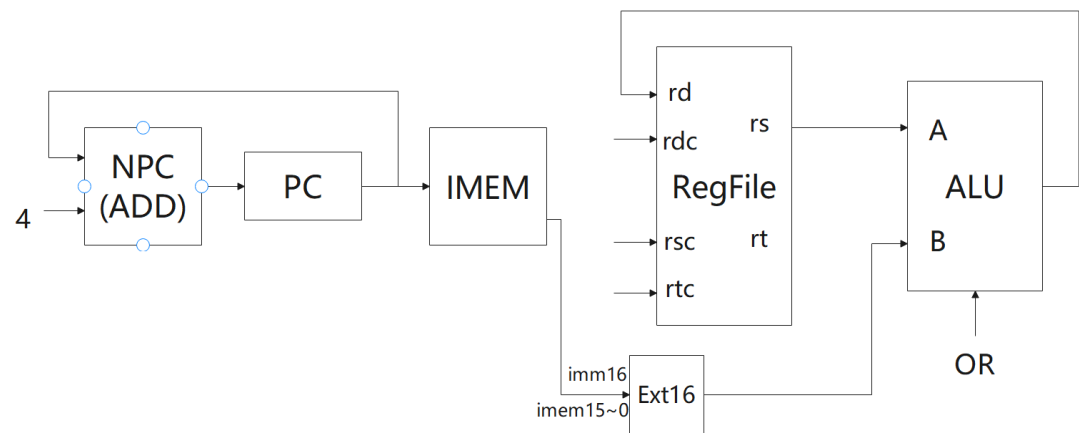 NPC
(ADD)
4
PC
IMEM
rd
rdc
rs
RegFile
rsc
rt
rtc
A
ALU
B
OR
imm16
imem15~0
Ext16